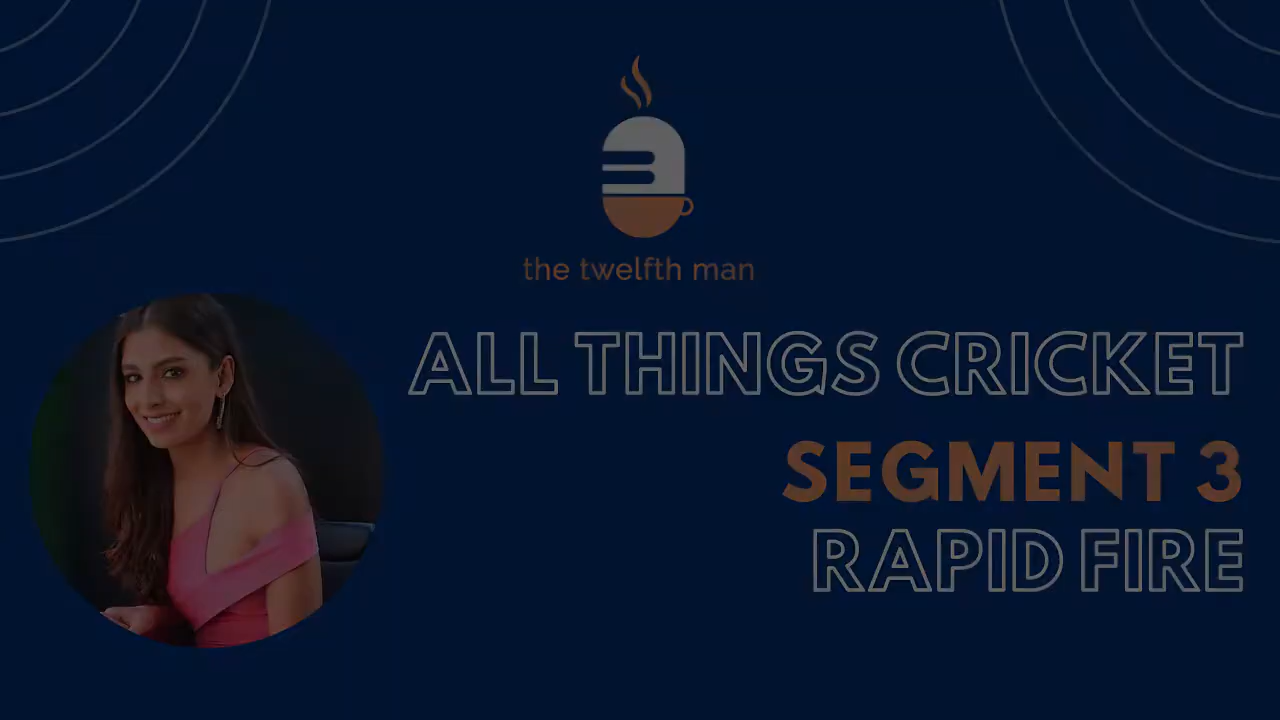 the twelfth man
ALL THINGS CRICKET
SEGMENT 3
RAPID FIRE